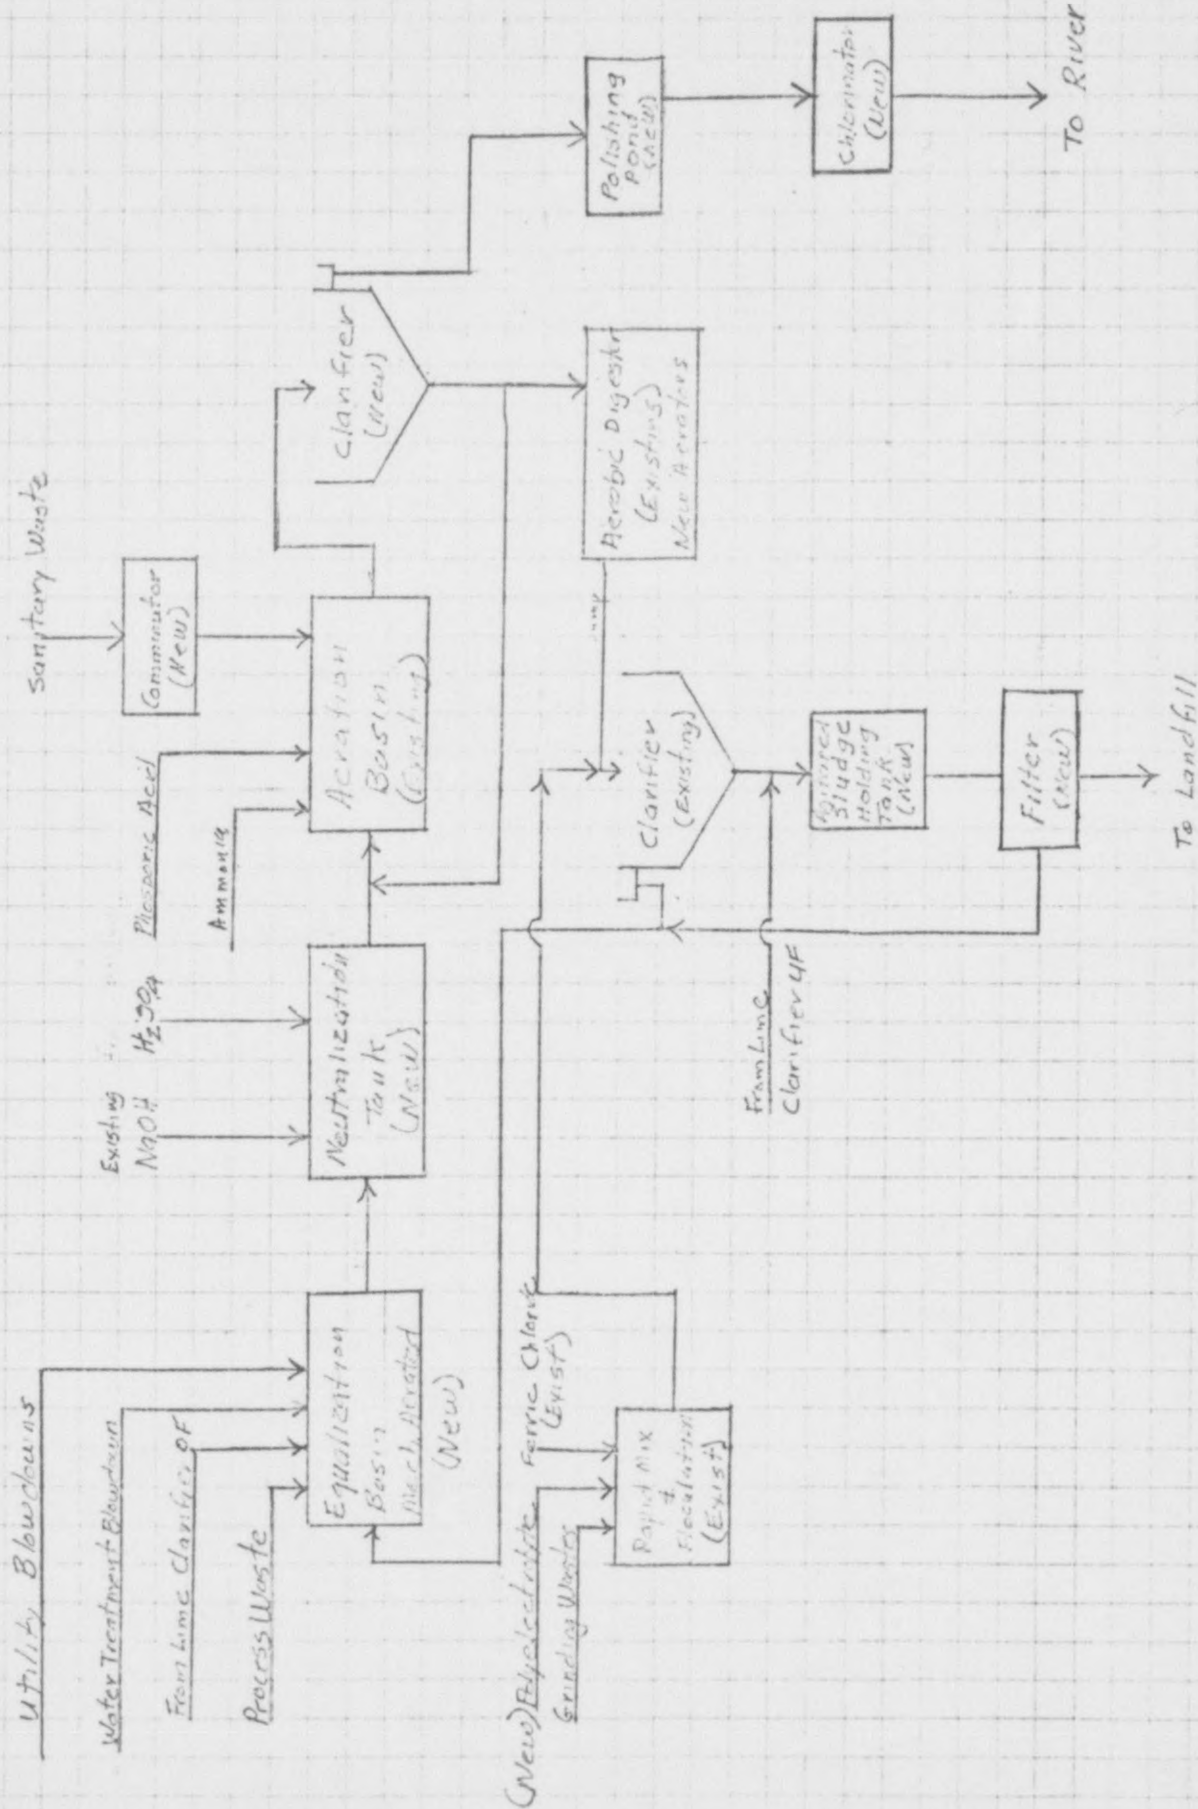 Utility Blowdowns
Water Treatment Blowdown
From Lime Clarifier OF
Process Waste
Equalization
Basin
Mech. Aerated
(New)
Existing
NaOH
H2SO4
Neutralization
Tank
(New)
Phosporic Acid
Ammonia
Sanitary Waste
Comminutor
(New)
Aeration
Basin
(Existing)
Clarifier
(New)
Polishing
Pond
(New)
Chlorinator
(New)
To River
Aerobic Digester
(Existing)
New Aerators
(New) Polyelectrolyte
Grinding Wastes
Ferric Chloride
(Exist)
Rapid Mix
+
Flocculation
(Exist)
Clarifier
(Existing)
From Lime
Clarifier UF
Sludge
Holding
Tank
(New)
Filter
(New)
To Landfill